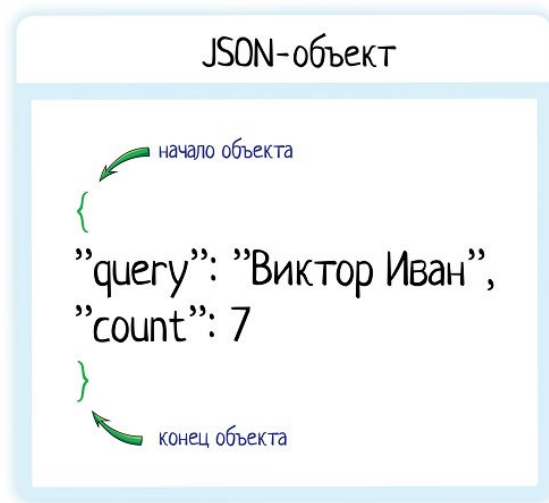 JSON-объект
начало объекта
{
”query”: ”Виктор Иван”,
”count”: 7
}
конец объекта